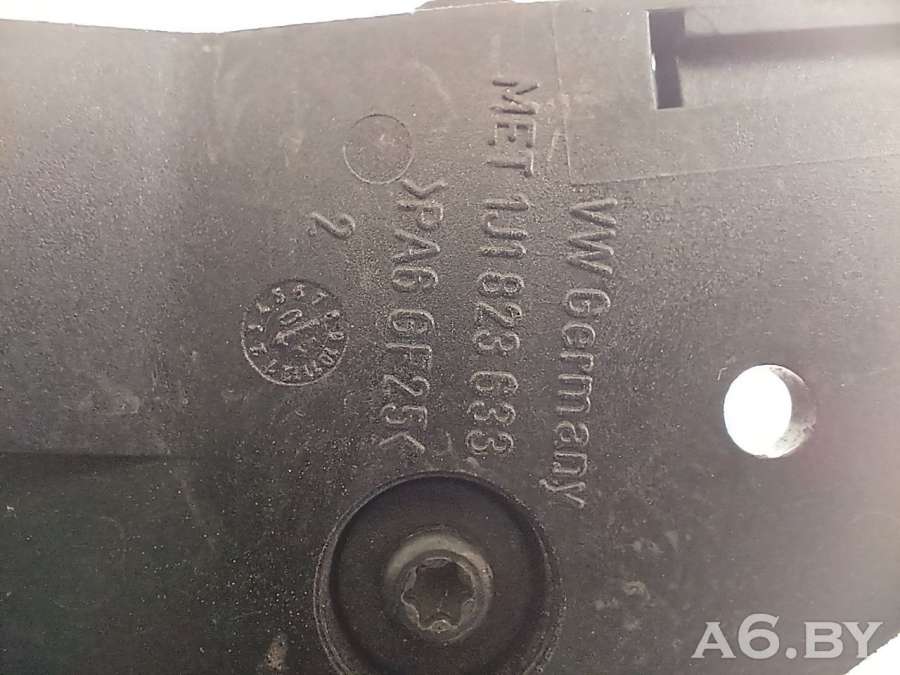 VW Germany
MET 1J1 823 633
>PA6 GF25<
2
A6.BY